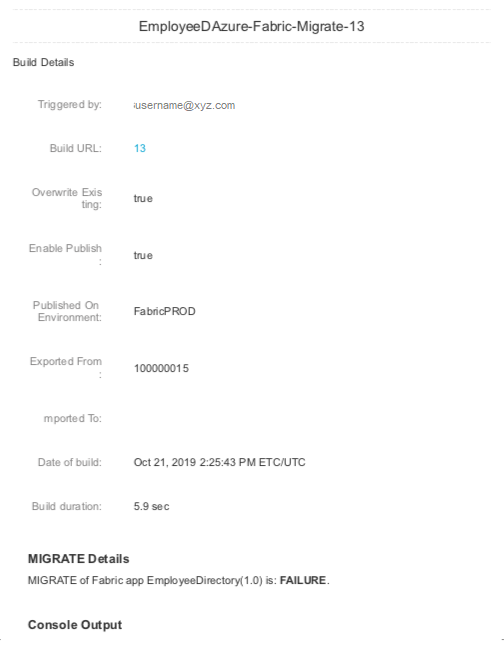 EmployeeDAzure-Fabric-Migrate-13
Build Details
Triggered by: username@xyz.com
Build URL: 13
Overwrite Exis
ting: true
Enable Publish
: true
Published On
Environment: FabricPROD
Exported From
: 100000015
mported To:
Date of build: Oct 21, 2019 2:25:43 PM ETC/UTC
Build duration: 5.9 sec
MIGRATE Details
MIGRATE of Fabric app EmployeeDirectory(1.0) is: FAILURE.
Console Output